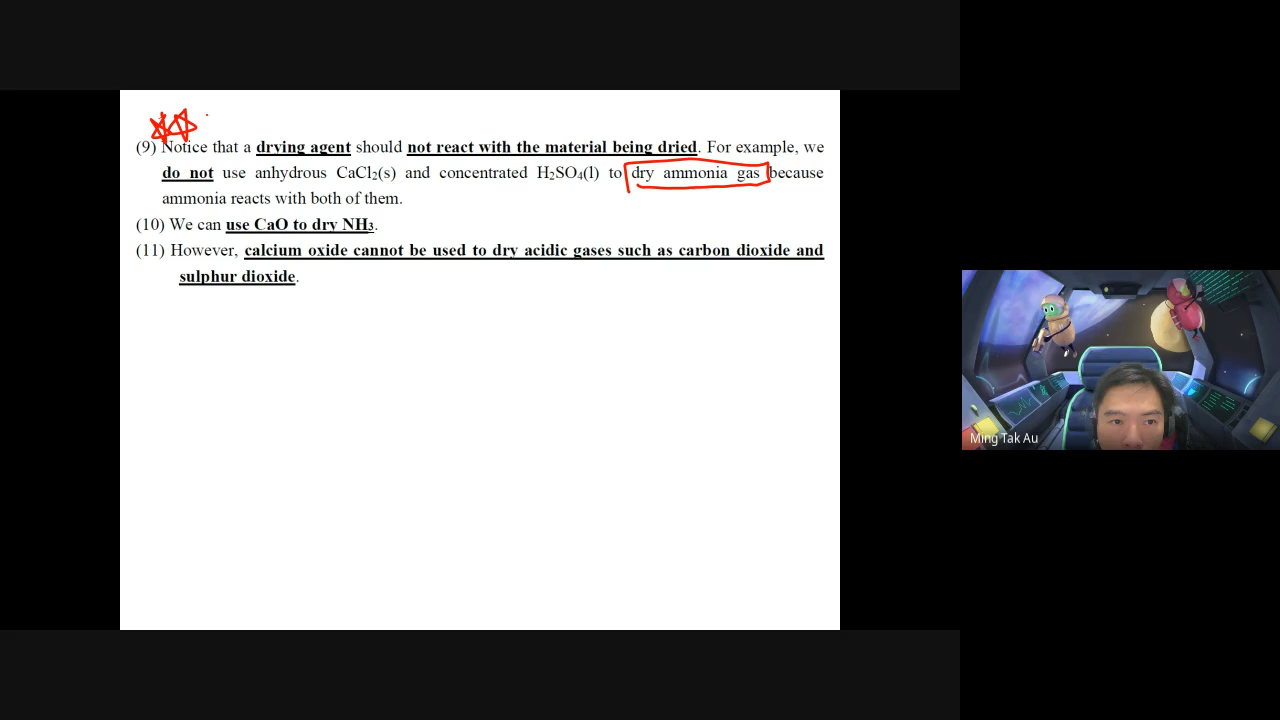 (9) Notice that a drying agent should not react with the material being dried. For example, we
do not use anhydrous CaCl₂(s) and concentrated H₂SO₄(l) to dry ammonia gas because
ammonia reacts with both of them.
(10) We can use CaO to dry NH₃.
(11) However, calcium oxide cannot be used to dry acidic gases such as carbon dioxide and
sulphur dioxide.
Ming Tak Au